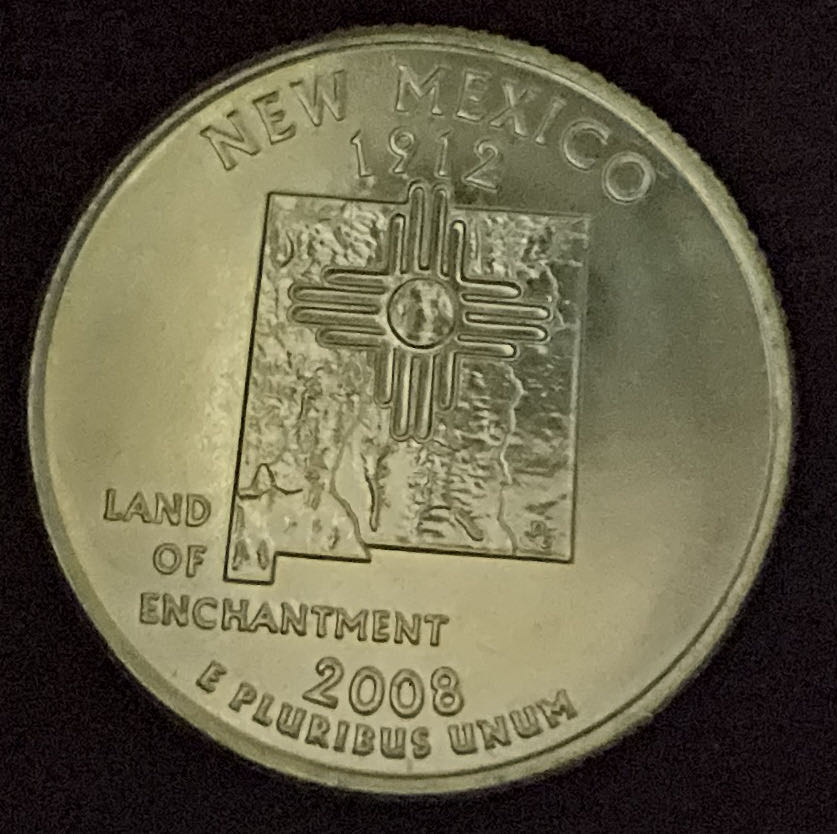 NEW MEXICO
1912
LAND
OF
ENCHANTMENT
2008
E PLURIBUS UNUM